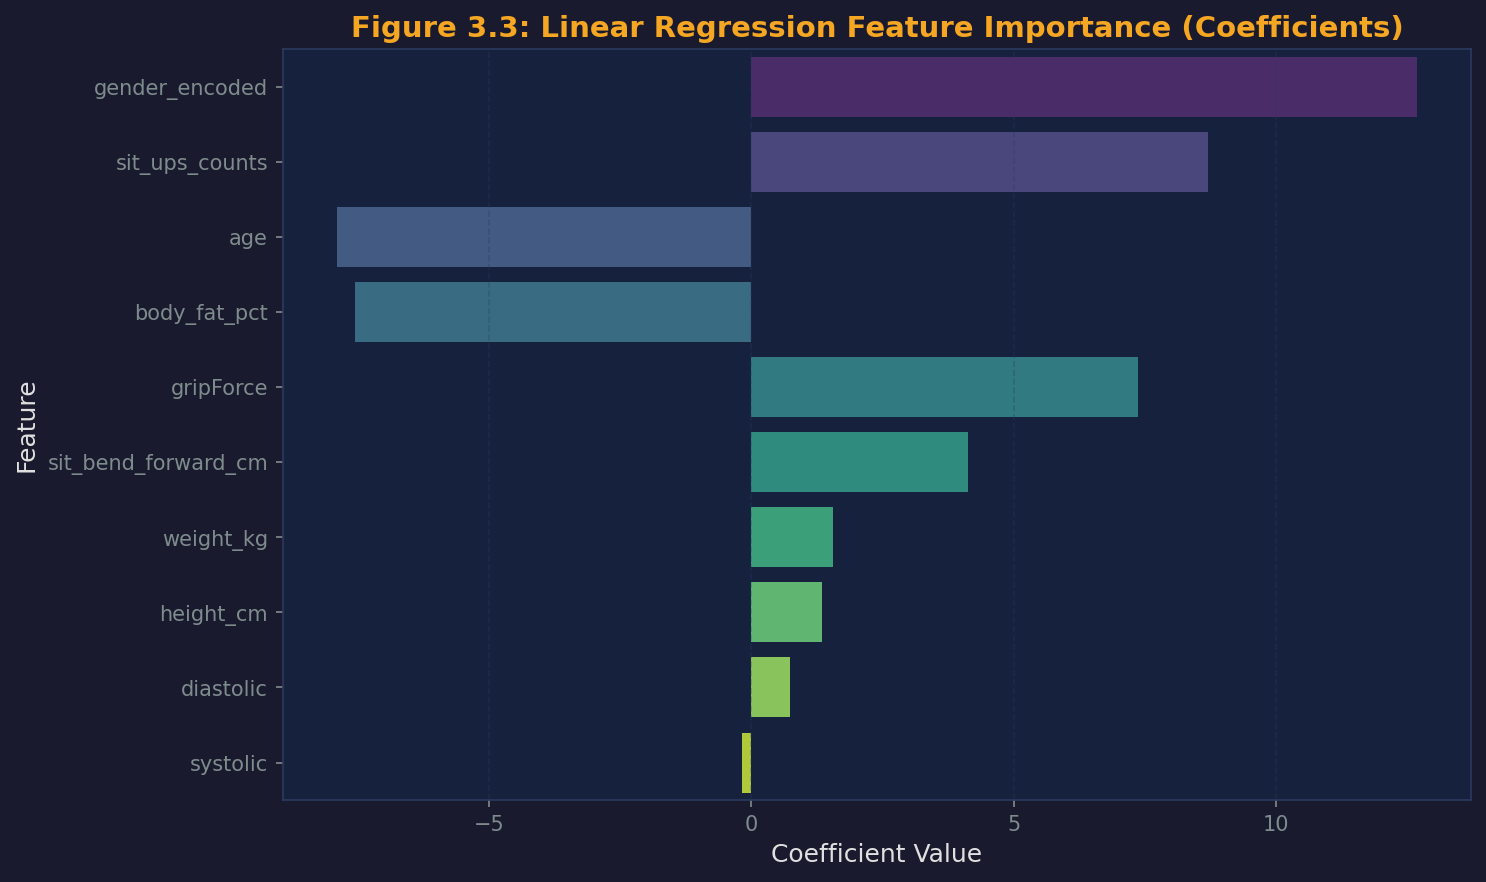 Figure 3.3: Linear Regression Feature Importance (Coefficients)
gender_encoded
sit_ups_counts
age
body_fat_pct
gripForce
sit_bend_forward_cm
weight_kg
height_cm
diastolic
systolic
Feature
−5
0
5
10
Coefficient Value